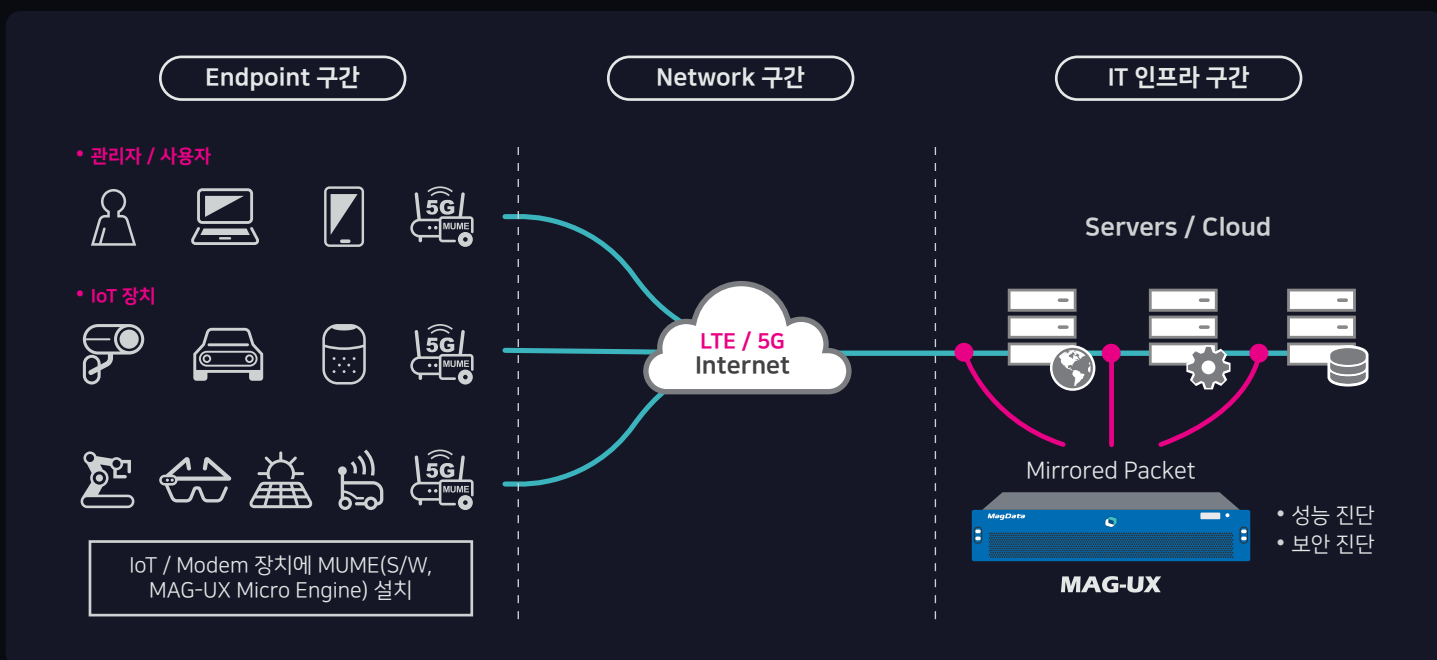 Endpoint 구간
Network 구간
IT 인프라 구간
• 관리자 / 사용자
5G
MUME
• IoT 장치
5G
MUME
5G
MUME
IoT / Modem 장치에 MUME(S/W,
MAG-UX Micro Engine) 설치
LTE / 5G
Internet
Servers / Cloud
Mirrored Packet
MagData
• 성능 진단
• 보안 진단
MAG-UX